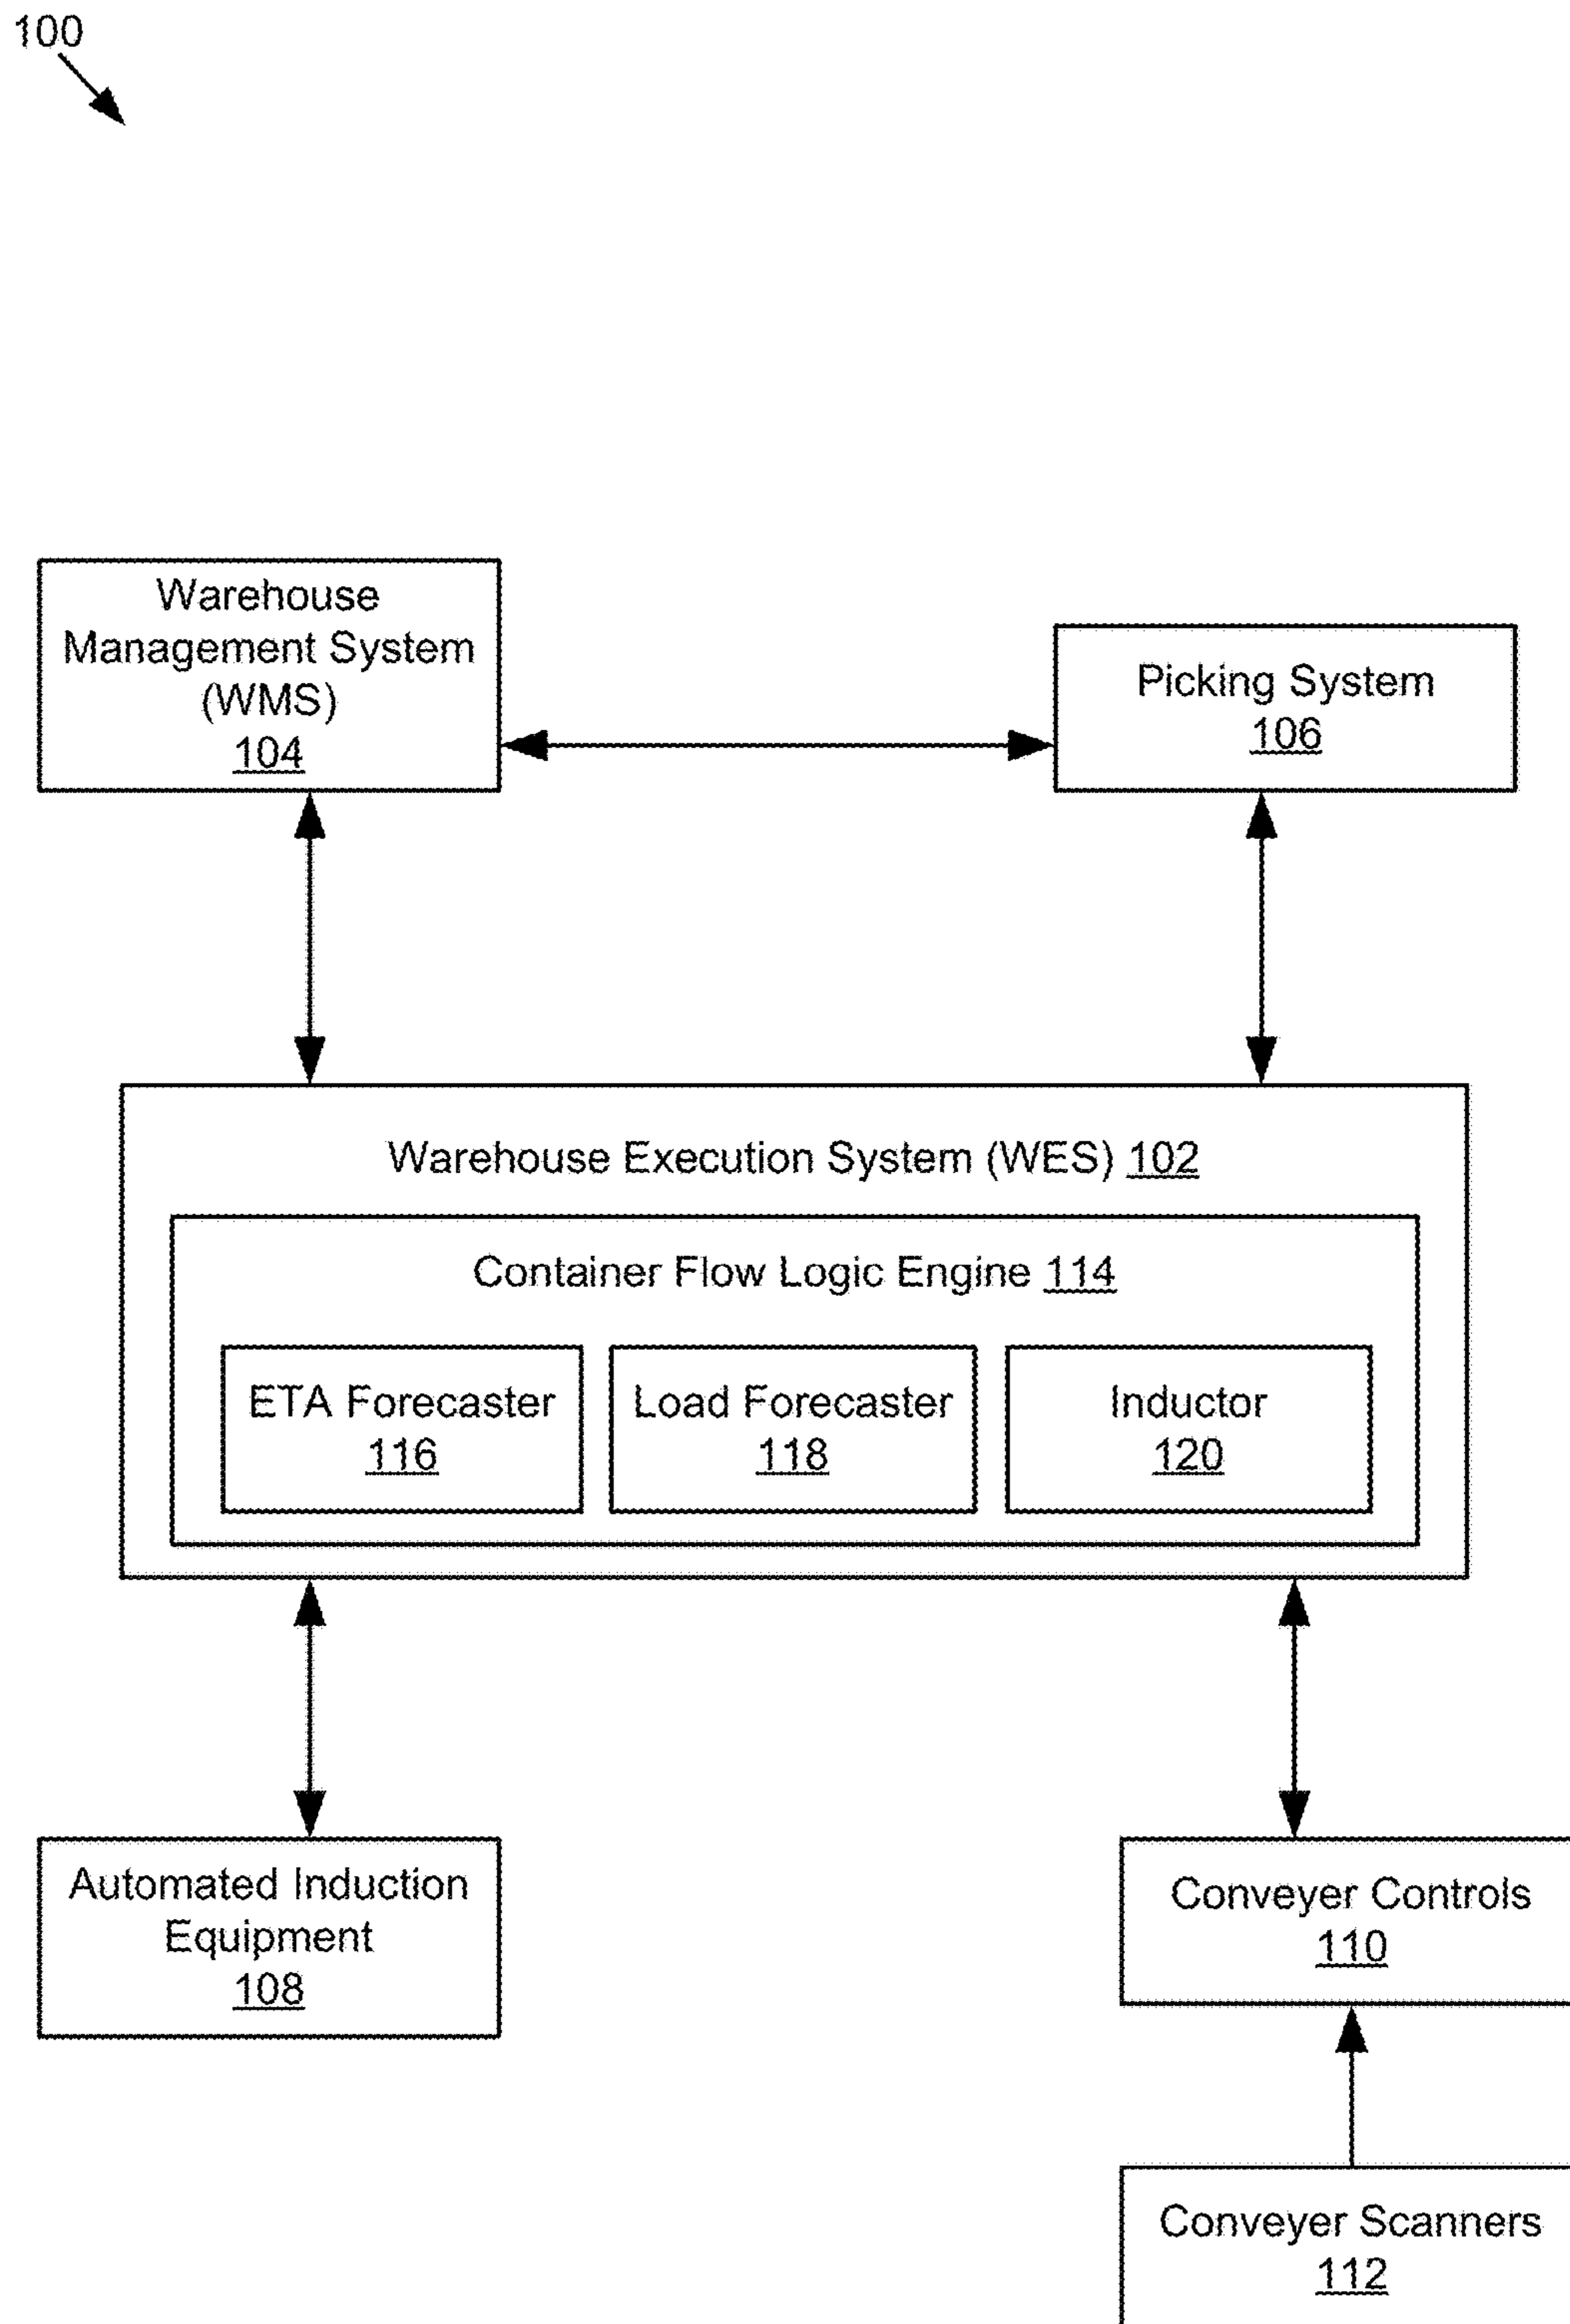 100
Warehouse
Management System
(WMS)
104
Picking System
106
Warehouse Execution System (WES) 102
Container Flow Logic Engine 114
ETA Forecaster
116
Load Forecaster
118
Inductor
120
Automated Induction
Equipment
108
Conveyer Controls
110
Conveyer Scanners
112